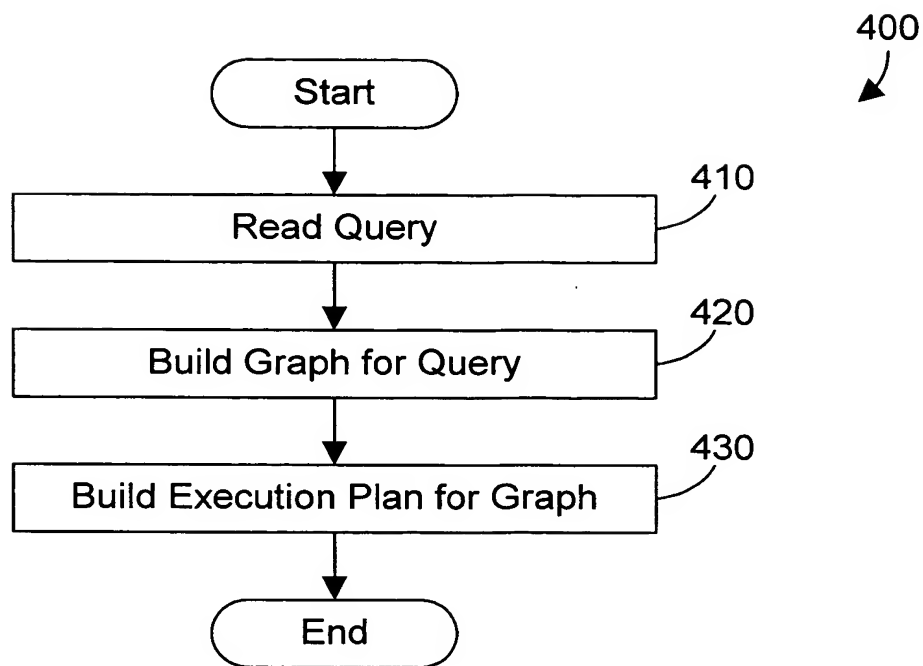 400
Start
410
Read Query
420
Build Graph for Query
430
Build Execution Plan for Graph
End